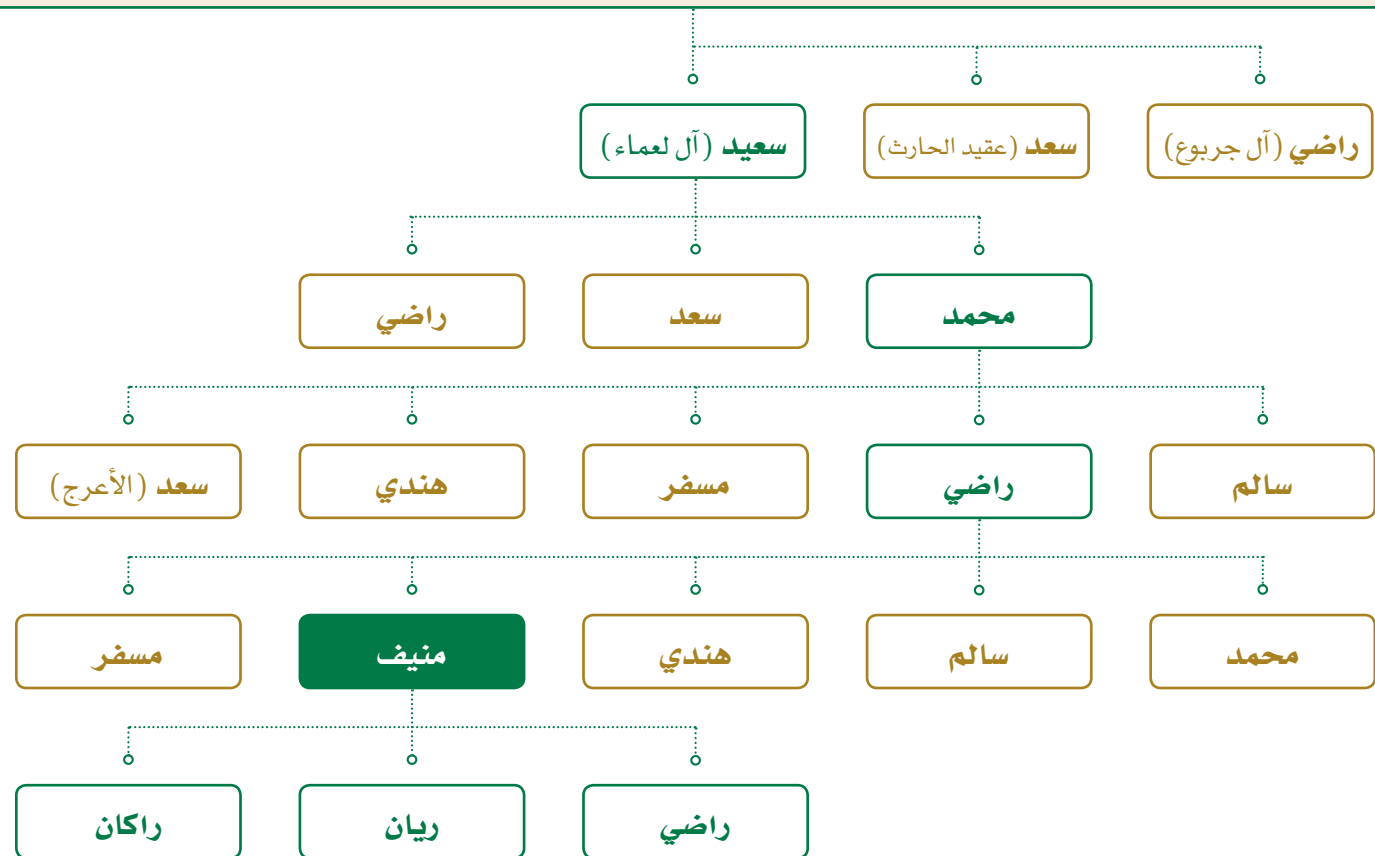 راضي (آل جربوع)
سعد (عقيد الحارث)
سعيد (آل لعماء)
محمد
سعد
راضي
سالم
راضي
مسفر
هندي
سعد (الأعرج)
محمد
سالم
هندي
منيف
مسفر
راضي
ريان
راكان